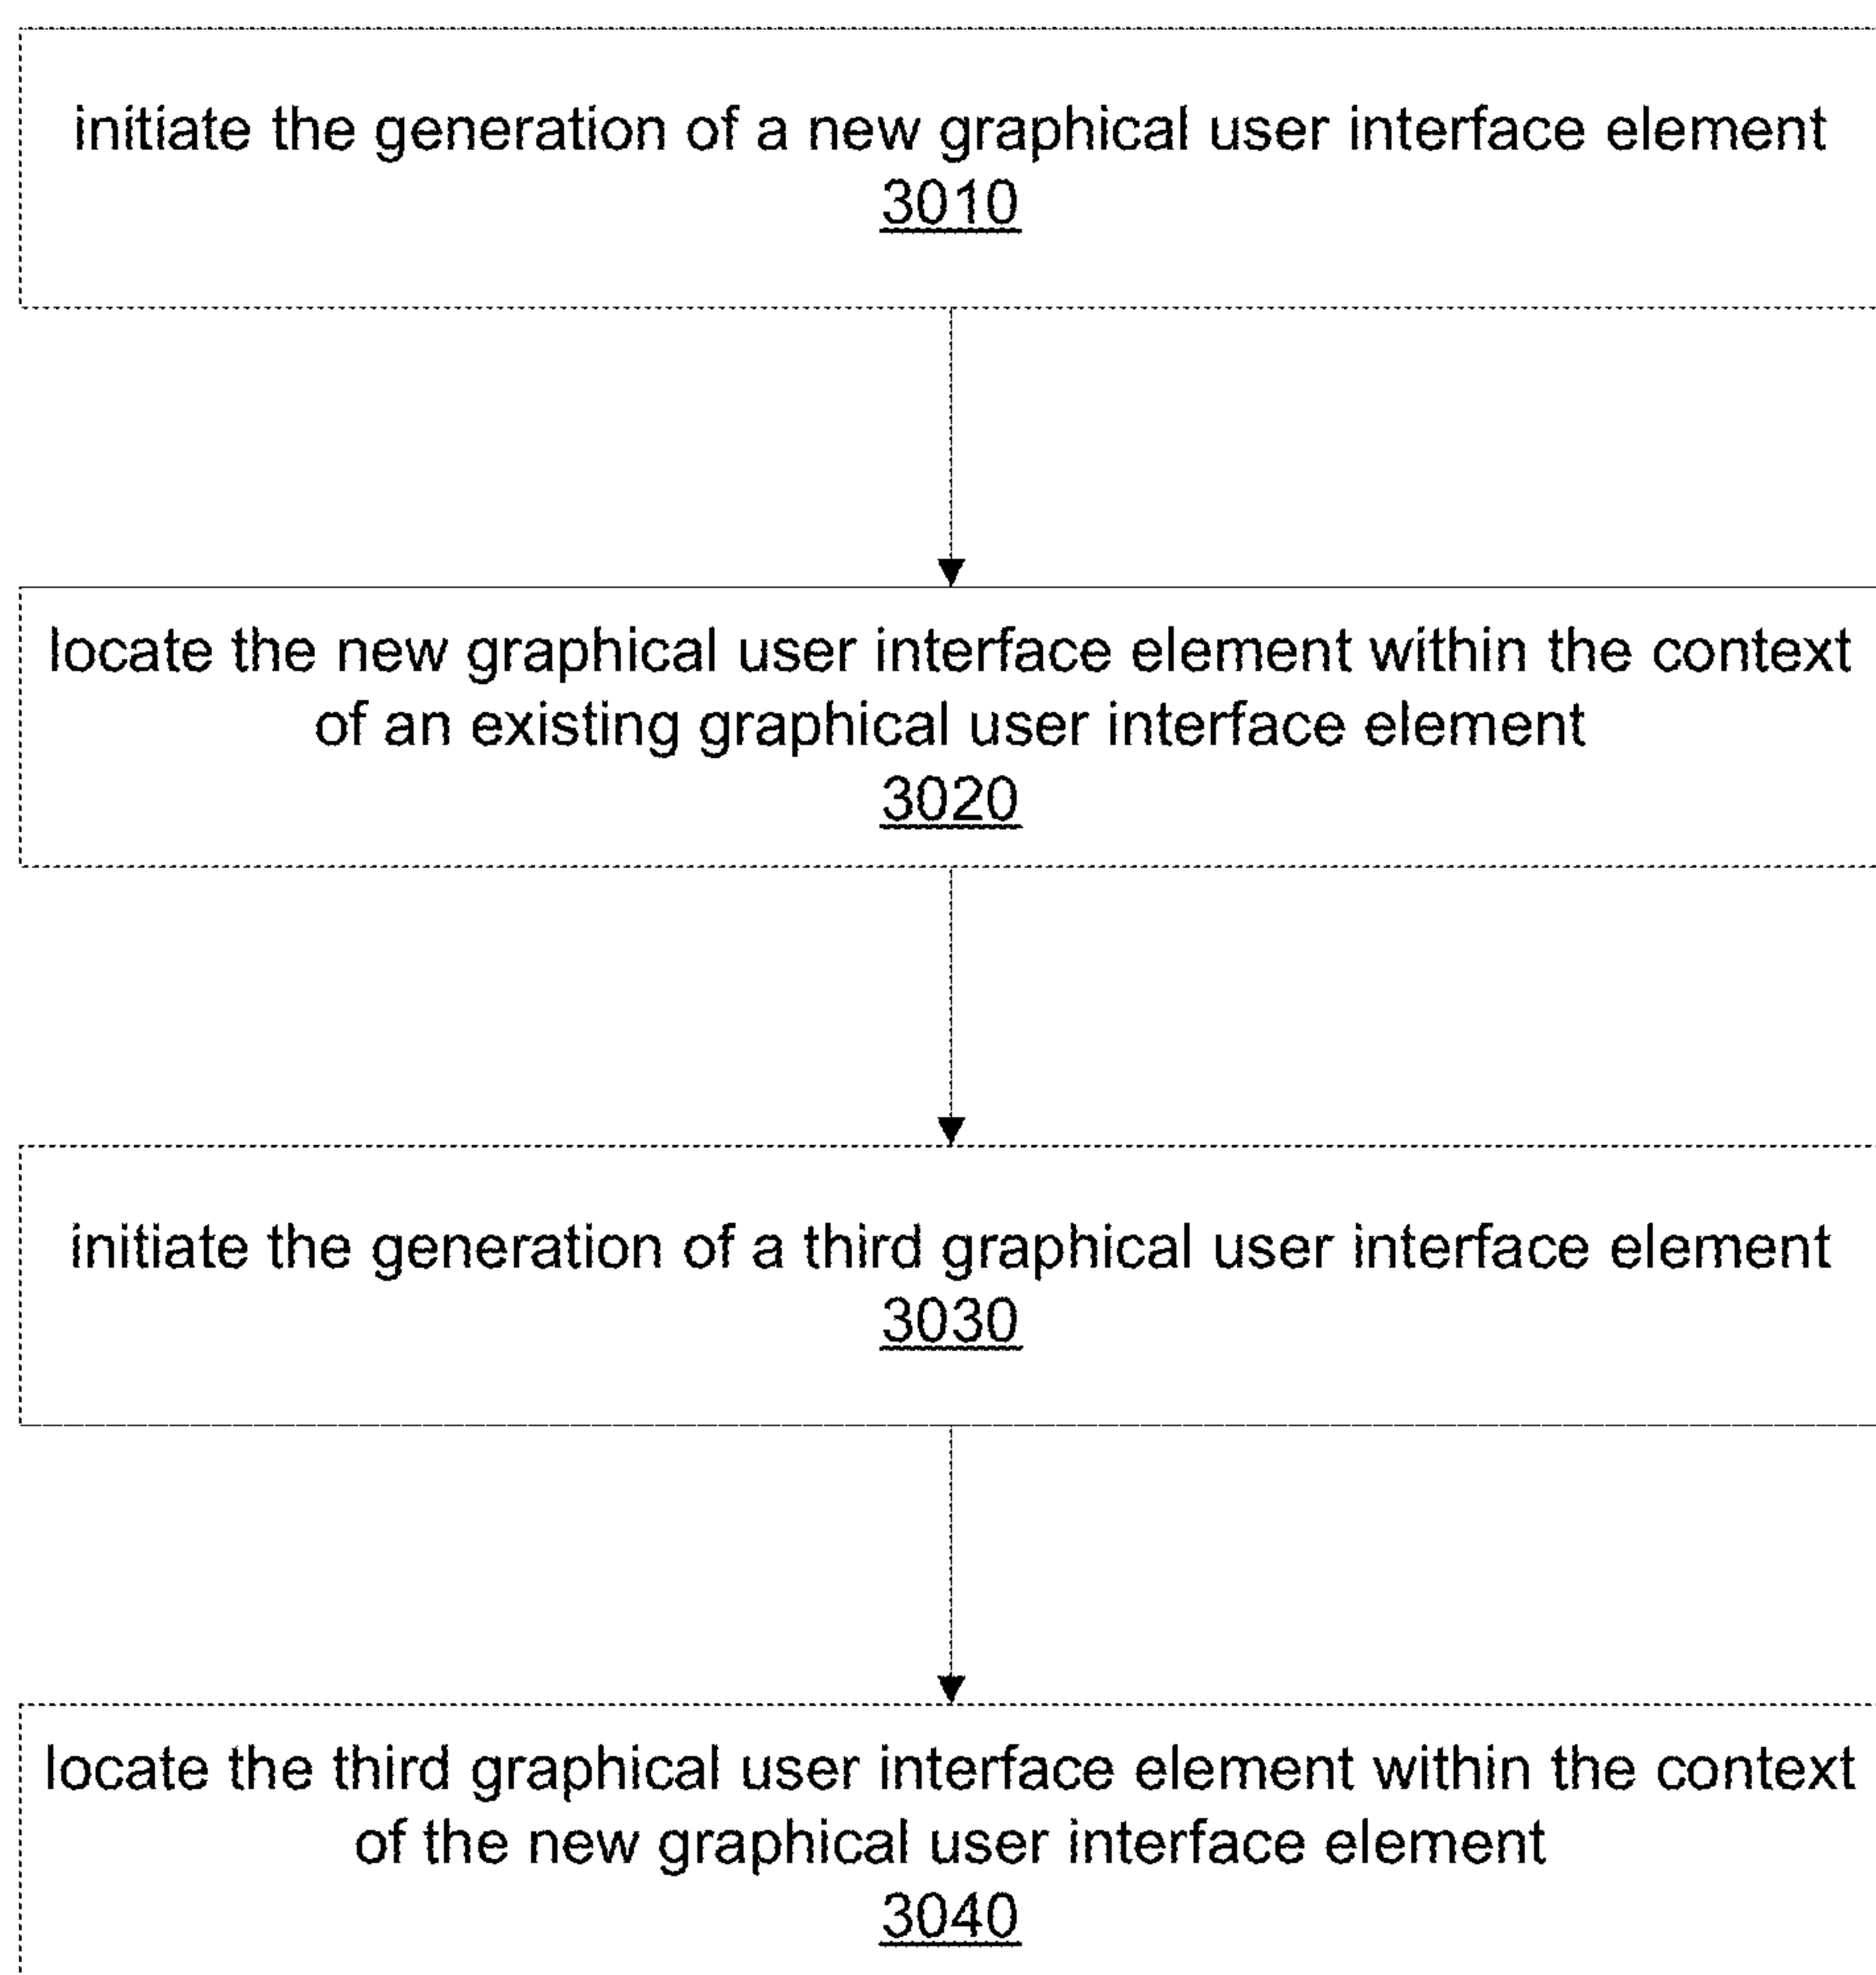 initiate the generation of a new graphical user interface element
3010
locate the new graphical user interface element within the context
of an existing graphical user interface element
3020
initiate the generation of a third graphical user interface element
3030
locate the third graphical user interface element within the context
of the new graphical user interface element
3040